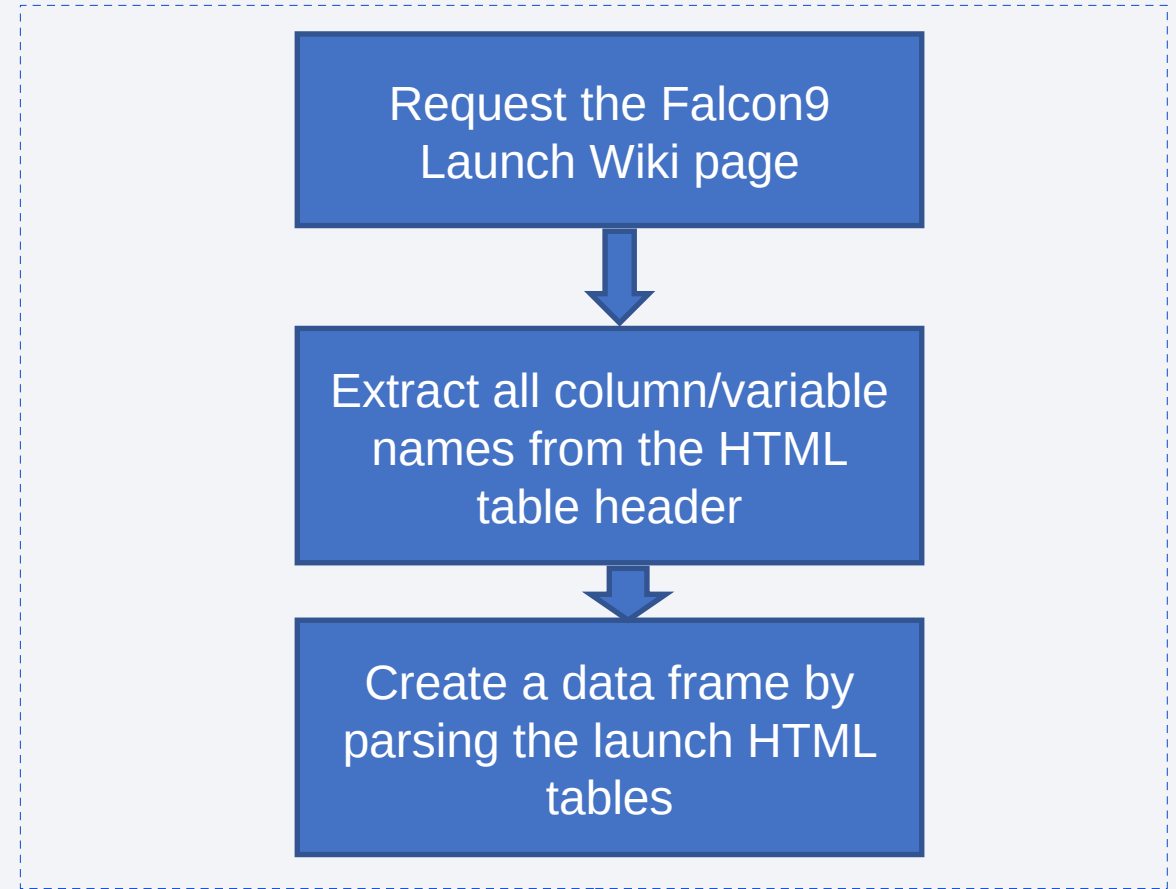 Request the Falcon9
Launch Wiki page
Extract all column/variable
names from the HTML
table header
Create a data frame by
parsing the launch HTML
tables